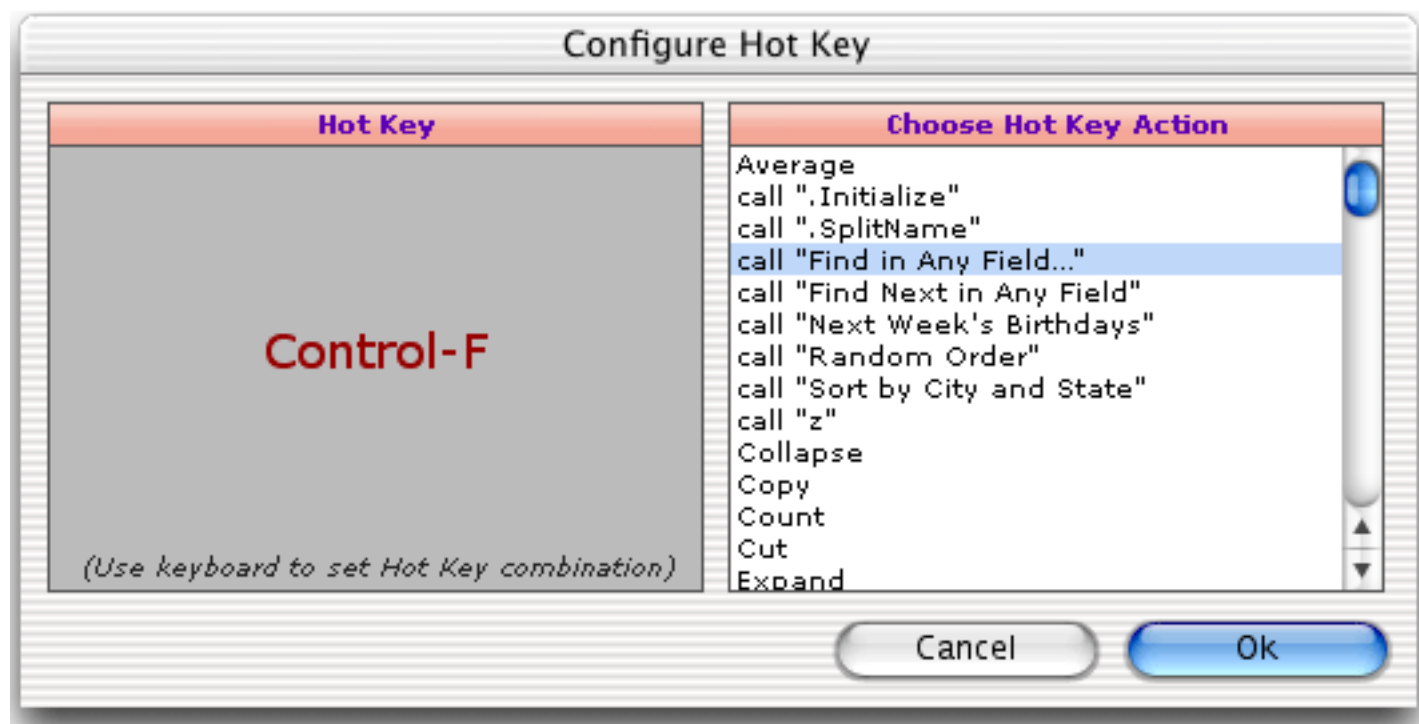 Configure Hot Key
Hot Key
Control-F
(Use keyboard to set Hot Key combination)
Choose Hot Key Action
Average
call ".Initialize"
call ".SplitName"
call "Find in Any Field..."
call "Find Next in Any Field"
call "Next Week's Birthdays"
call "Random Order"
call "Sort by City and State"
call "z"
Collapse
Copy
Count
Cut
Expand
Cancel
Ok